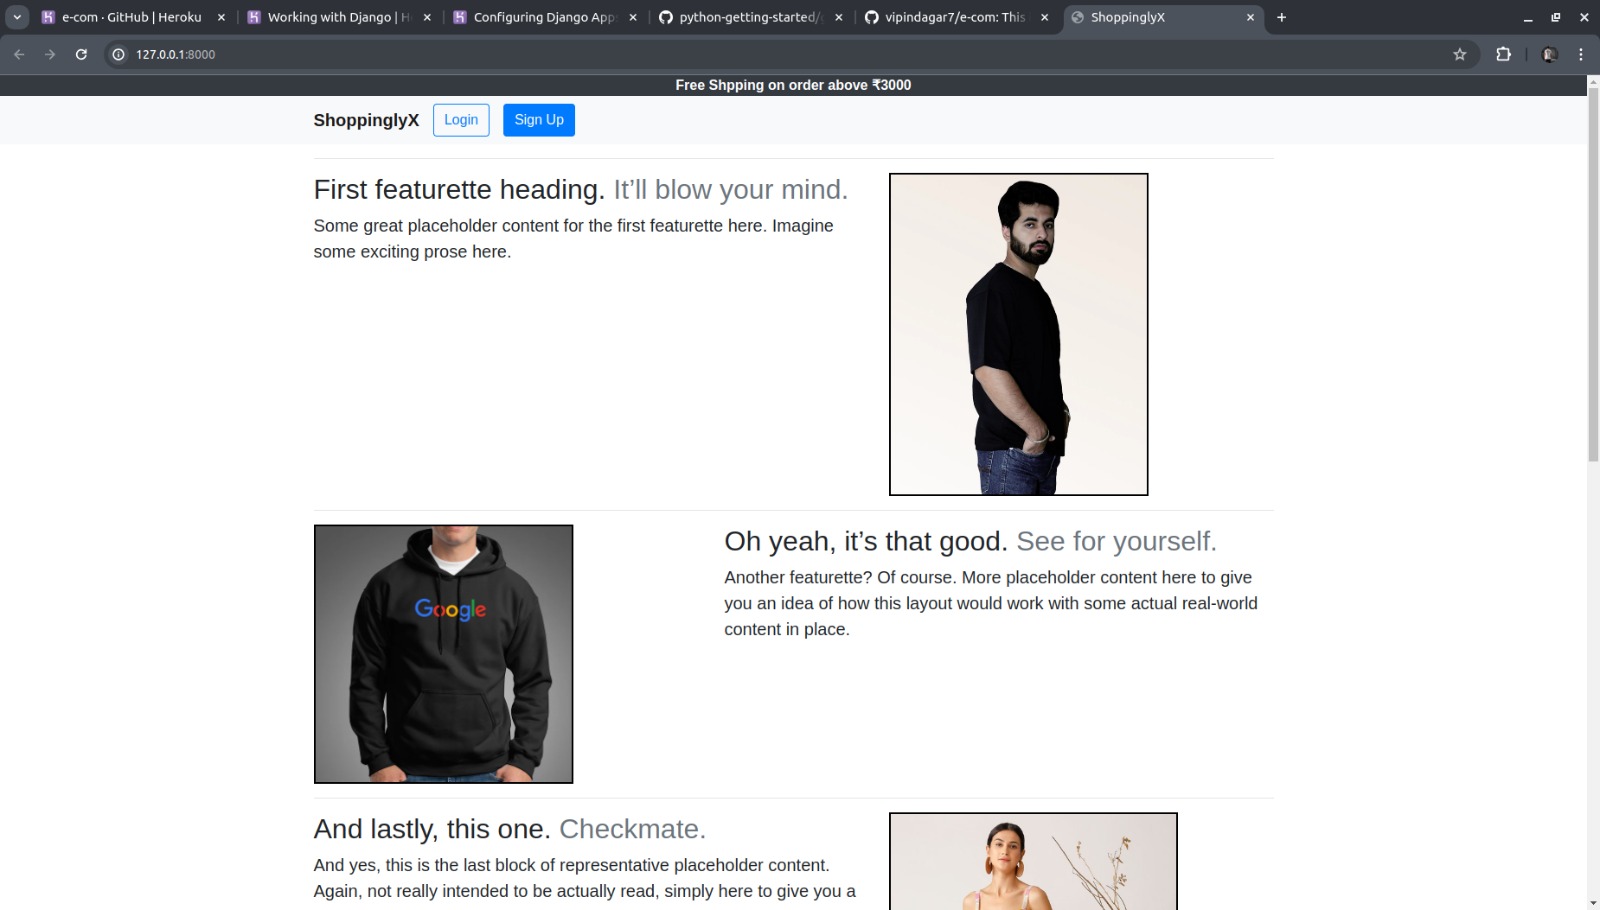 e-com · GitHub | Heroku
Working with Django | H
Configuring Django App
python-getting-started/
vipindagar7/e-com: This
ShoppinglyX
127.0.0.1:8000
Free Shpping on order above ₹3000
ShoppinglyX Login Sign Up
First featurette heading. It’ll blow your mind.
Some great placeholder content for the first featurette here. Imagine
some exciting prose here.
Google
Oh yeah, it’s that good. See for yourself.
Another featurette? Of course. More placeholder content here to give
you an idea of how this layout would work with some actual real-world
content in place.
And lastly, this one. Checkmate.
And yes, this is the last block of representative placeholder content.
Again, not really intended to be actually read, simply here to give you a